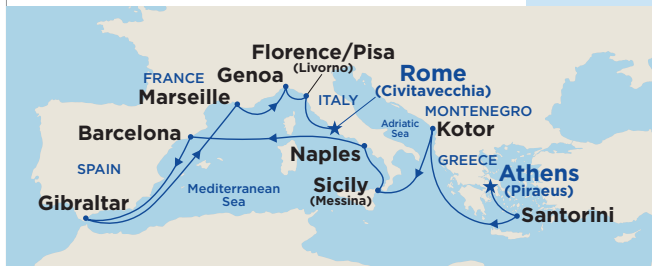 Florence/Pisa
(Livorno)
Genoa
Rome
(Civitavecchia)
FRANCE
Marseille
ITALY
MONTENEGRO
Adriatic
Sea
Kotor
Barcelona
Naples
GREECE
SPAIN
Athens
(Piraeus)
Mediterranean
Sea
Sicily
(Messina)
Gibraltar
Santorini